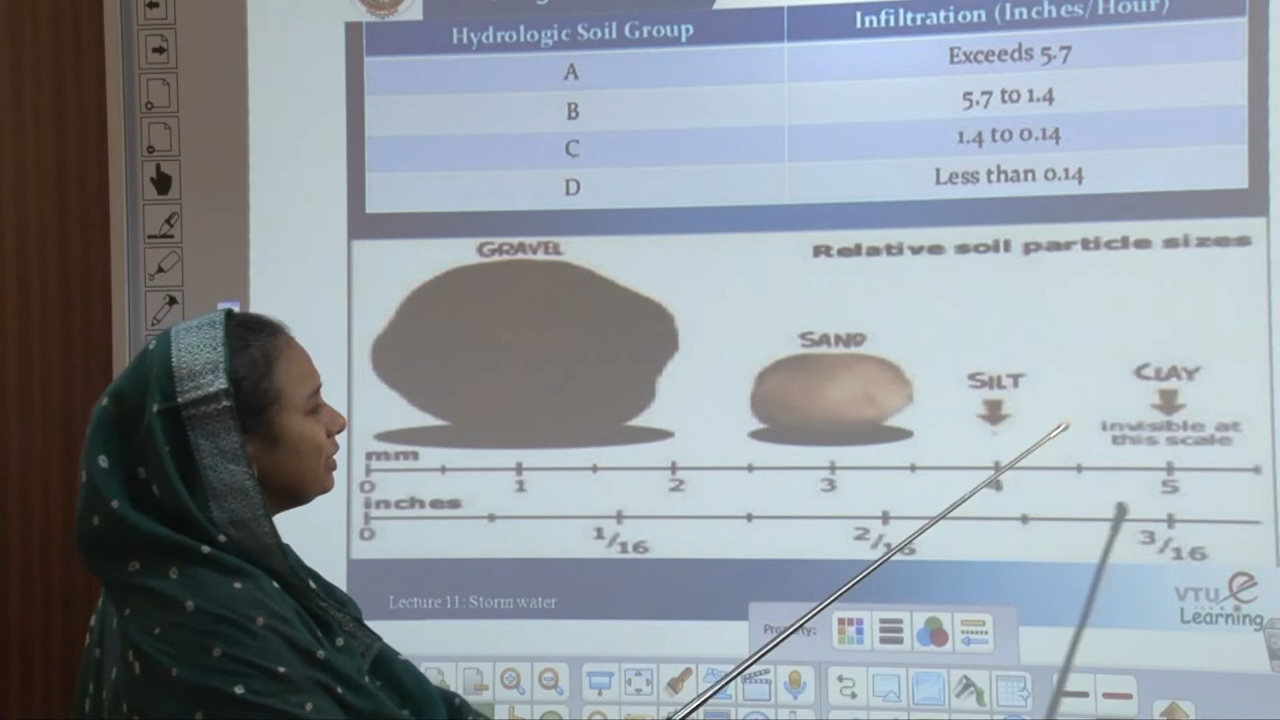 Hydrologic Soil Group
Infiltration (Inches/Hour)
A
Exceeds 5.7
B
5.7 to 1.4
C
1.4 to 0.14
D
Less than 0.14
GRAVEL
Relative soil particle sizes
SAND
SILT
CLAY
invisible at
this scale
mm
0 1 2 3 4 5
inches
0 1/16 2/16 3/16
Lecture 11: Storm water
VTU e
Learning
Property: